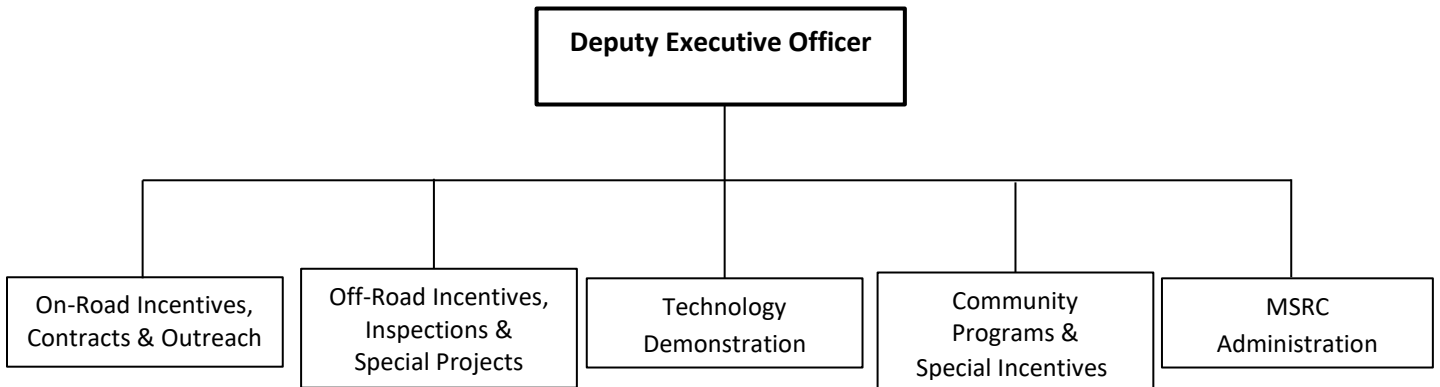 Deputy Executive Officer
On-Road Incentives,
Contracts & Outreach
Off-Road Incentives,
Inspections &
Special Projects
Technology
Demonstration
Community
Programs &
Special Incentives
MSRC
Administration